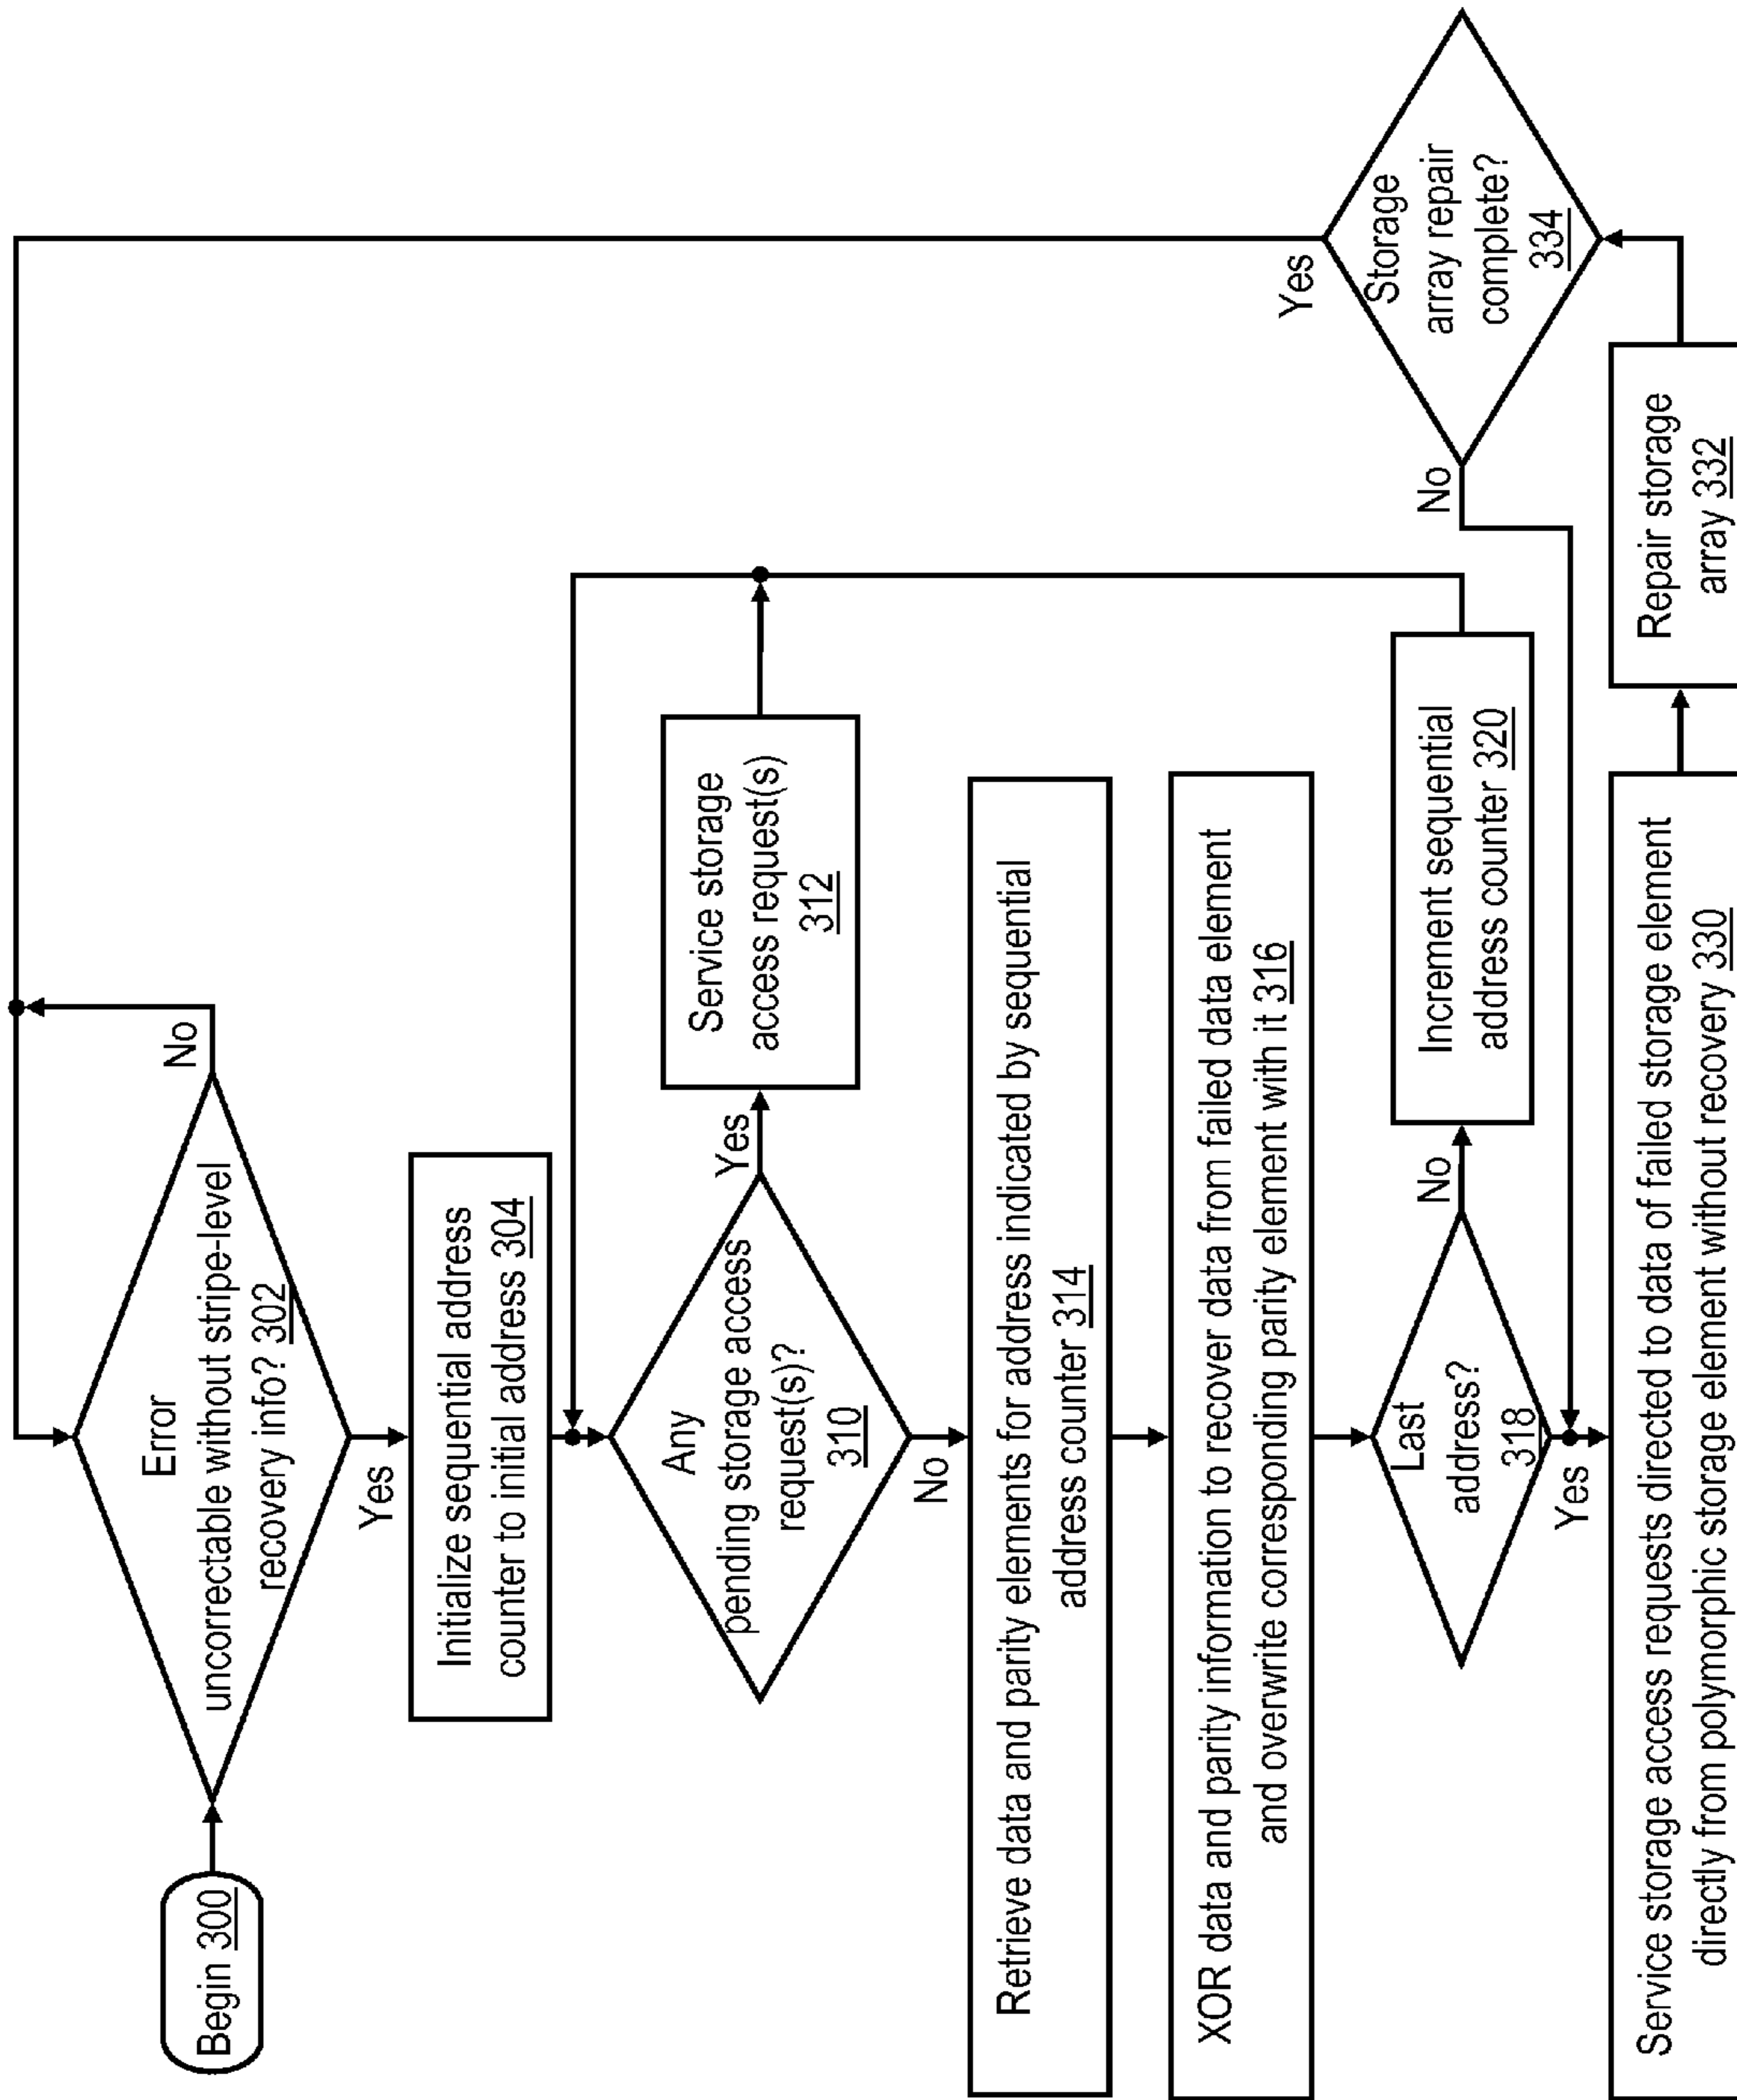 Begin 300
Error
uncorrectable without stripe-level
recovery info? 302
No
Yes
Initialize sequential address
counter to initial address 304
Any
pending storage access
request(s)?
310
Yes
Service storage
access request(s)
312
No
Retrieve data and parity elements for address indicated by sequential
address counter 314
XOR data and parity information to recover data from failed data element
and overwrite corresponding parity element with it 316
Last
address?
318
No
Increment sequential
address counter 320
Yes
Service storage access requests directed to data of failed storage element
directly from polymorphic storage element without recovery 330
Repair storage
array 332
Storage
array repair
complete?
334
Yes
No